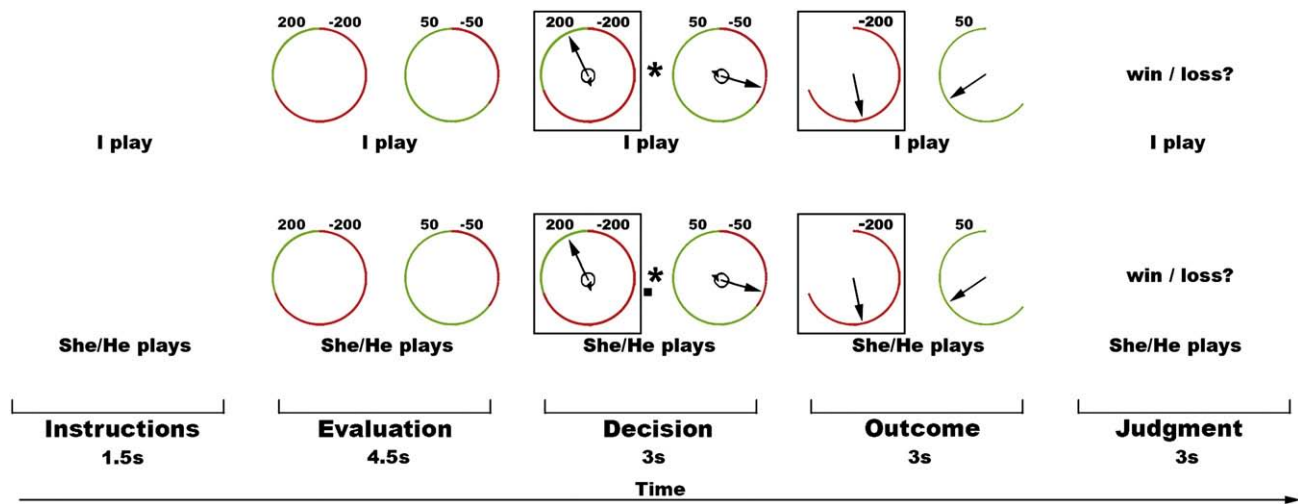 200 -200 50 -50 200 -200 * 50 -50 -200 50
win / loss?
I play I play I play I play I play
200 -200 50 -50 200 -200 * 50 -50 -200 50
win / loss?
She/He plays She/He plays She/He plays She/He plays She/He plays
Instructions Evaluation Decision Outcome Judgment
1.5s 4.5s 3s 3s 3s
Time